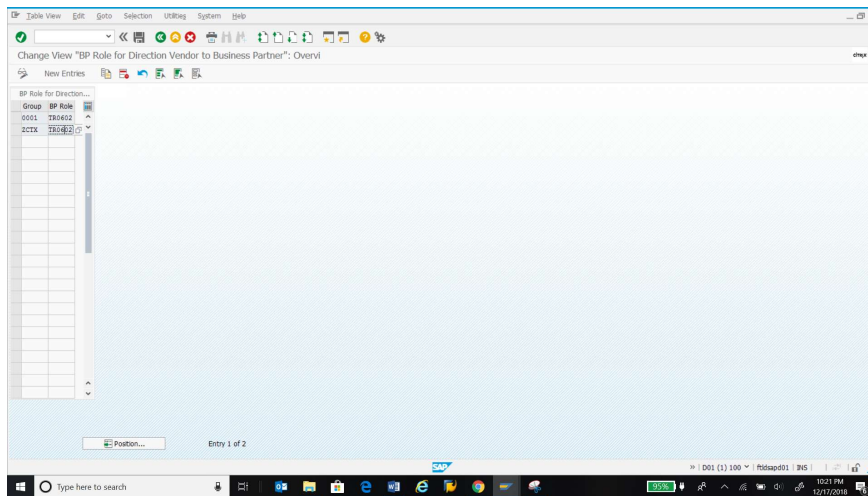 Table View Edit Goto Selection Utilities System Help
Change View "BP Role for Direction Vendor to Business Partner": Overvi
citrix
New Entries
BP Role for Direction...
Group BP Role
0001 TR0602
ZCTX TR0602
Position... Entry 1 of 2
SAP
D01 (1) 100 ftldsapd01 INS
Type here to search
95%
10:21 PM
12/17/2018